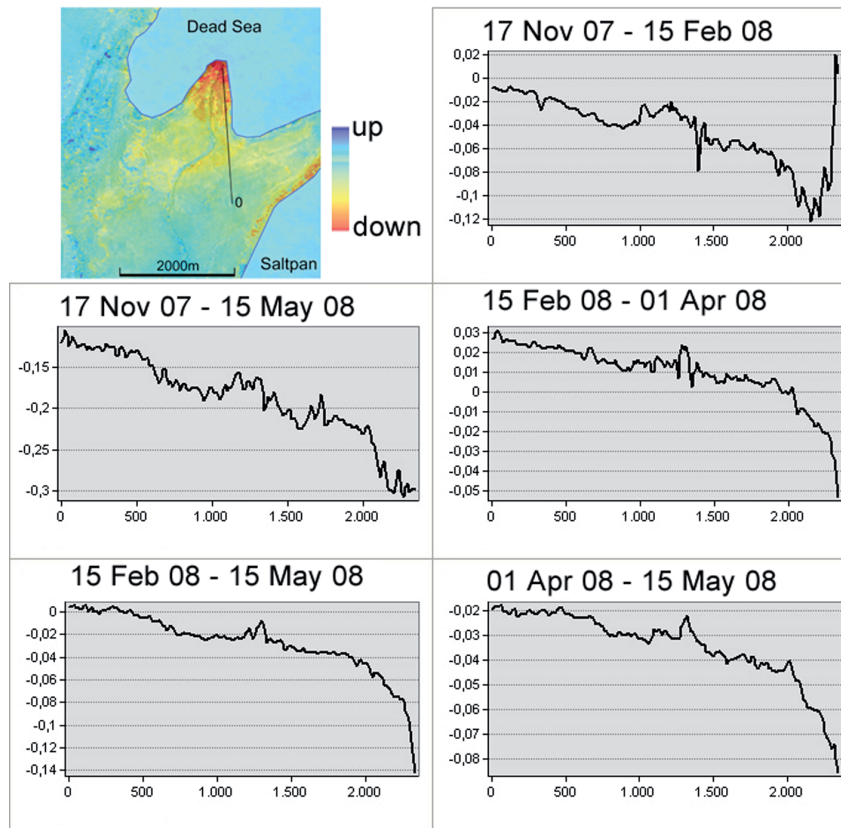 Dead Sea
up
down
0
2000m
Saltpan
17 Nov 07 - 15 Feb 08
0,02
0
-0,02
-0,04
-0,06
-0,08
-0,1
-0,12
0 500 1.000 1.500 2.000
17 Nov 07 - 15 May 08
-0,15
-0,2
-0,25
-0,3
0 500 1.000 1.500 2.000
15 Feb 08 - 01 Apr 08
0,03
0,02
0,01
0
-0,01
-0,02
-0,03
-0,04
-0,05
0 500 1.000 1.500 2.000
15 Feb 08 - 15 May 08
0
-0,02
-0,04
-0,06
-0,08
-0,1
-0,12
-0,14
0 500 1.000 1.500 2.000
01 Apr 08 - 15 May 08
-0,02
-0,03
-0,04
-0,05
-0,06
-0,07
-0,08
0 500 1.000 1.500 2.000